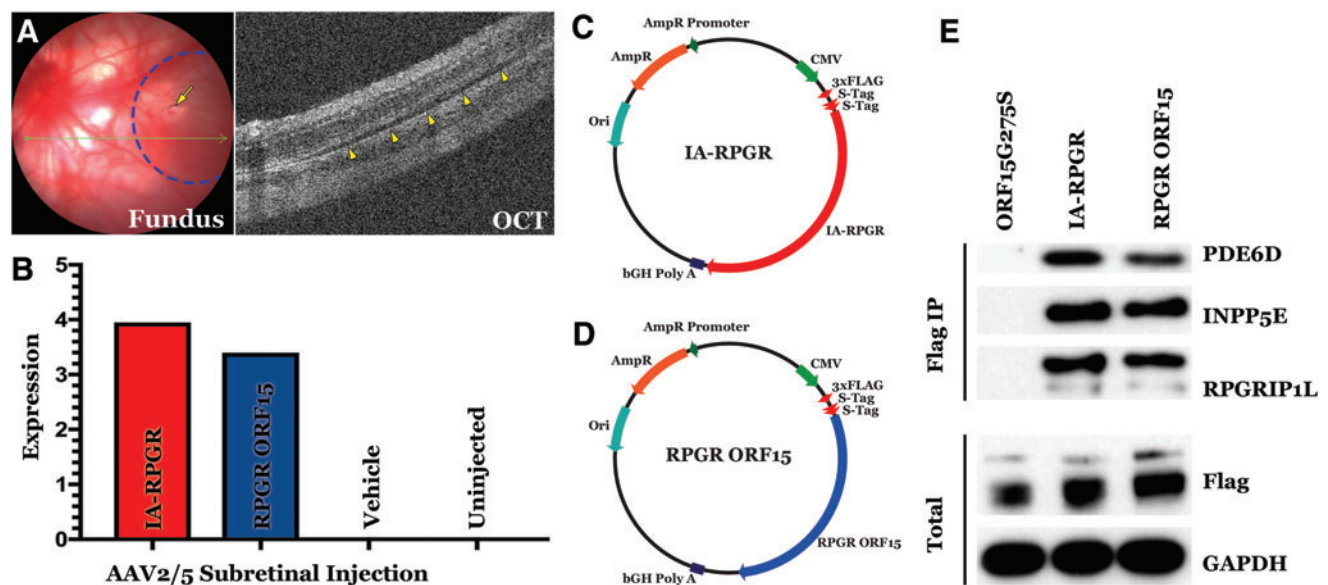 A
Fundus
OCT
B
5
4
3
2
1
0
Expression
IA-RPGR
RPGR ORF15
Vehicle
Uninjected
AAV2/5 Subretinal Injection
C
AmpR Promoter
AmpR
CMV
3xFLAG
S-Tag
S-Tag
Ori
IA-RPGR
IA-RPGR
bGH Poly A
D
AmpR Promoter
AmpR
CMV
3xFLAG
S-Tag
S-Tag
Ori
RPGR ORF15
RPGR ORF15
bGH Poly A
E
ORF15G275S
IA-RPGR
RPGR ORF15
Flag IP
PDE6D
INPP5E
RPGRIP1L
Total
Flag
GAPDH